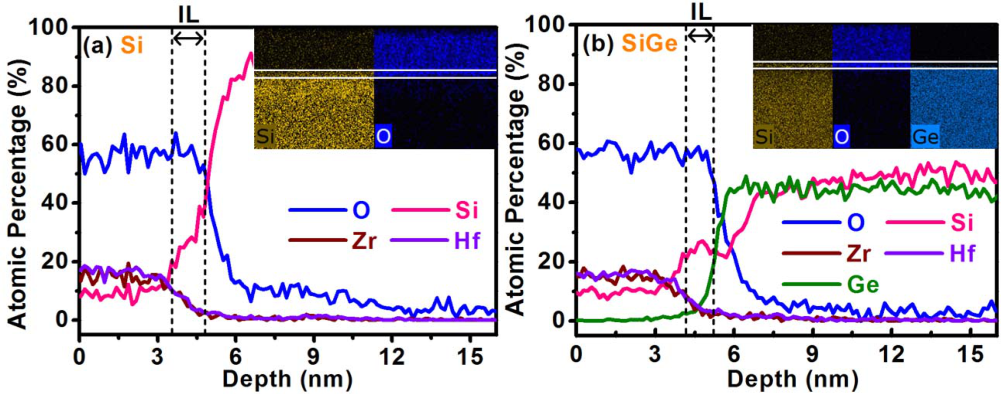 IL
(a) Si
100
80
60
40
20
0
Atomic Percentage (%)
Si
O
O
Si
Zr
Hf
0
3
6
9
12
15
Depth (nm)
IL
(b) SiGe
100
80
60
40
20
0
Atomic Percentage (%)
Si
O
Ge
O
Si
Zr
Hf
Ge
0
3
6
9
12
15
Depth (nm)